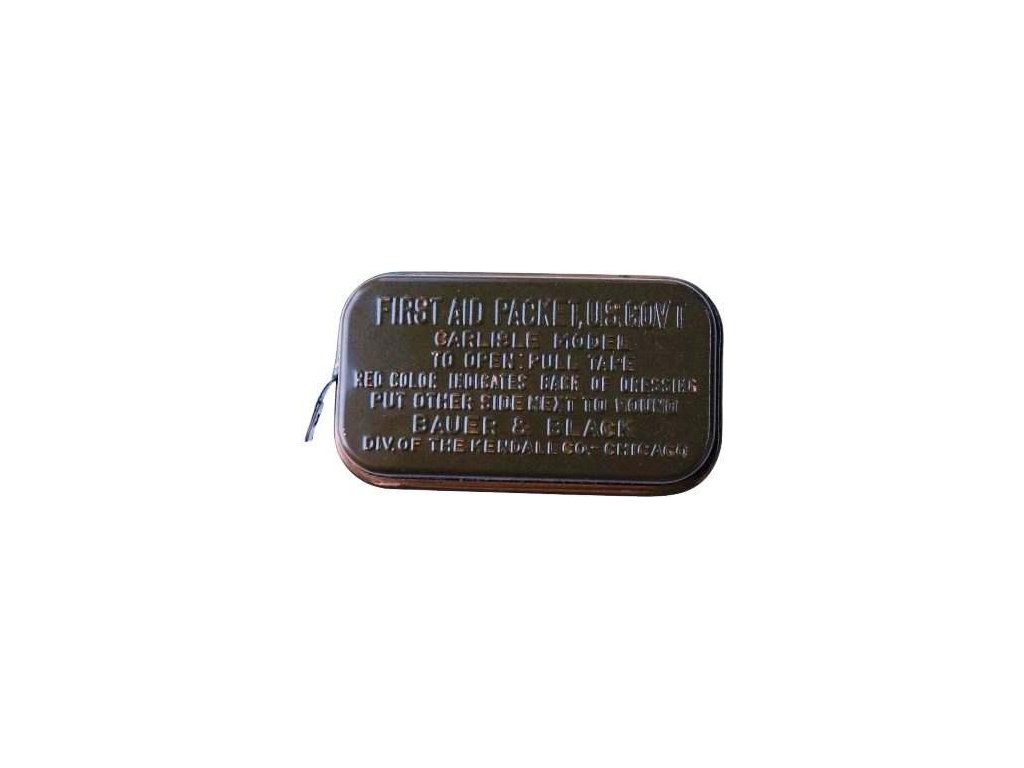 FIRST AID PACKET, U.S. GOV'T
CARLISLE MODEL
TO OPEN: PULL TAPE
RED COLOR INDICATES BACK OF DRESSING
PUT OTHER SIDE NEXT TO WOUND
BAUER & BLACK
DIV. OF THE KENDALL CO.- CHICAGO